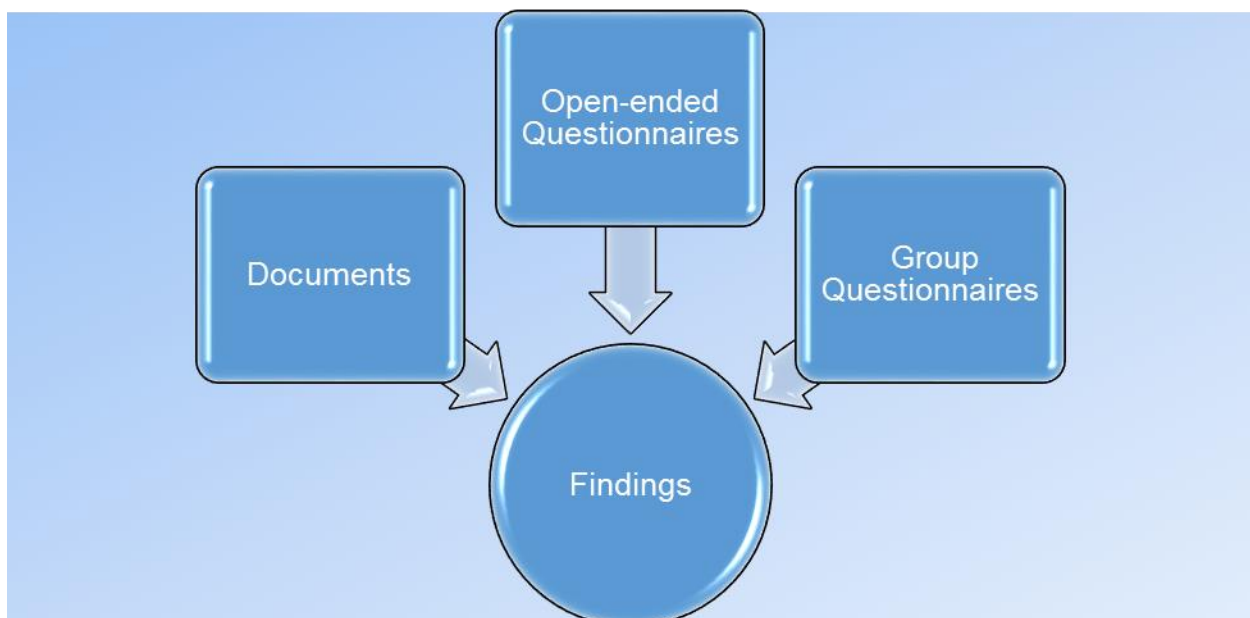 Open-ended
Questionnaires
Documents
Group
Questionnaires
Findings